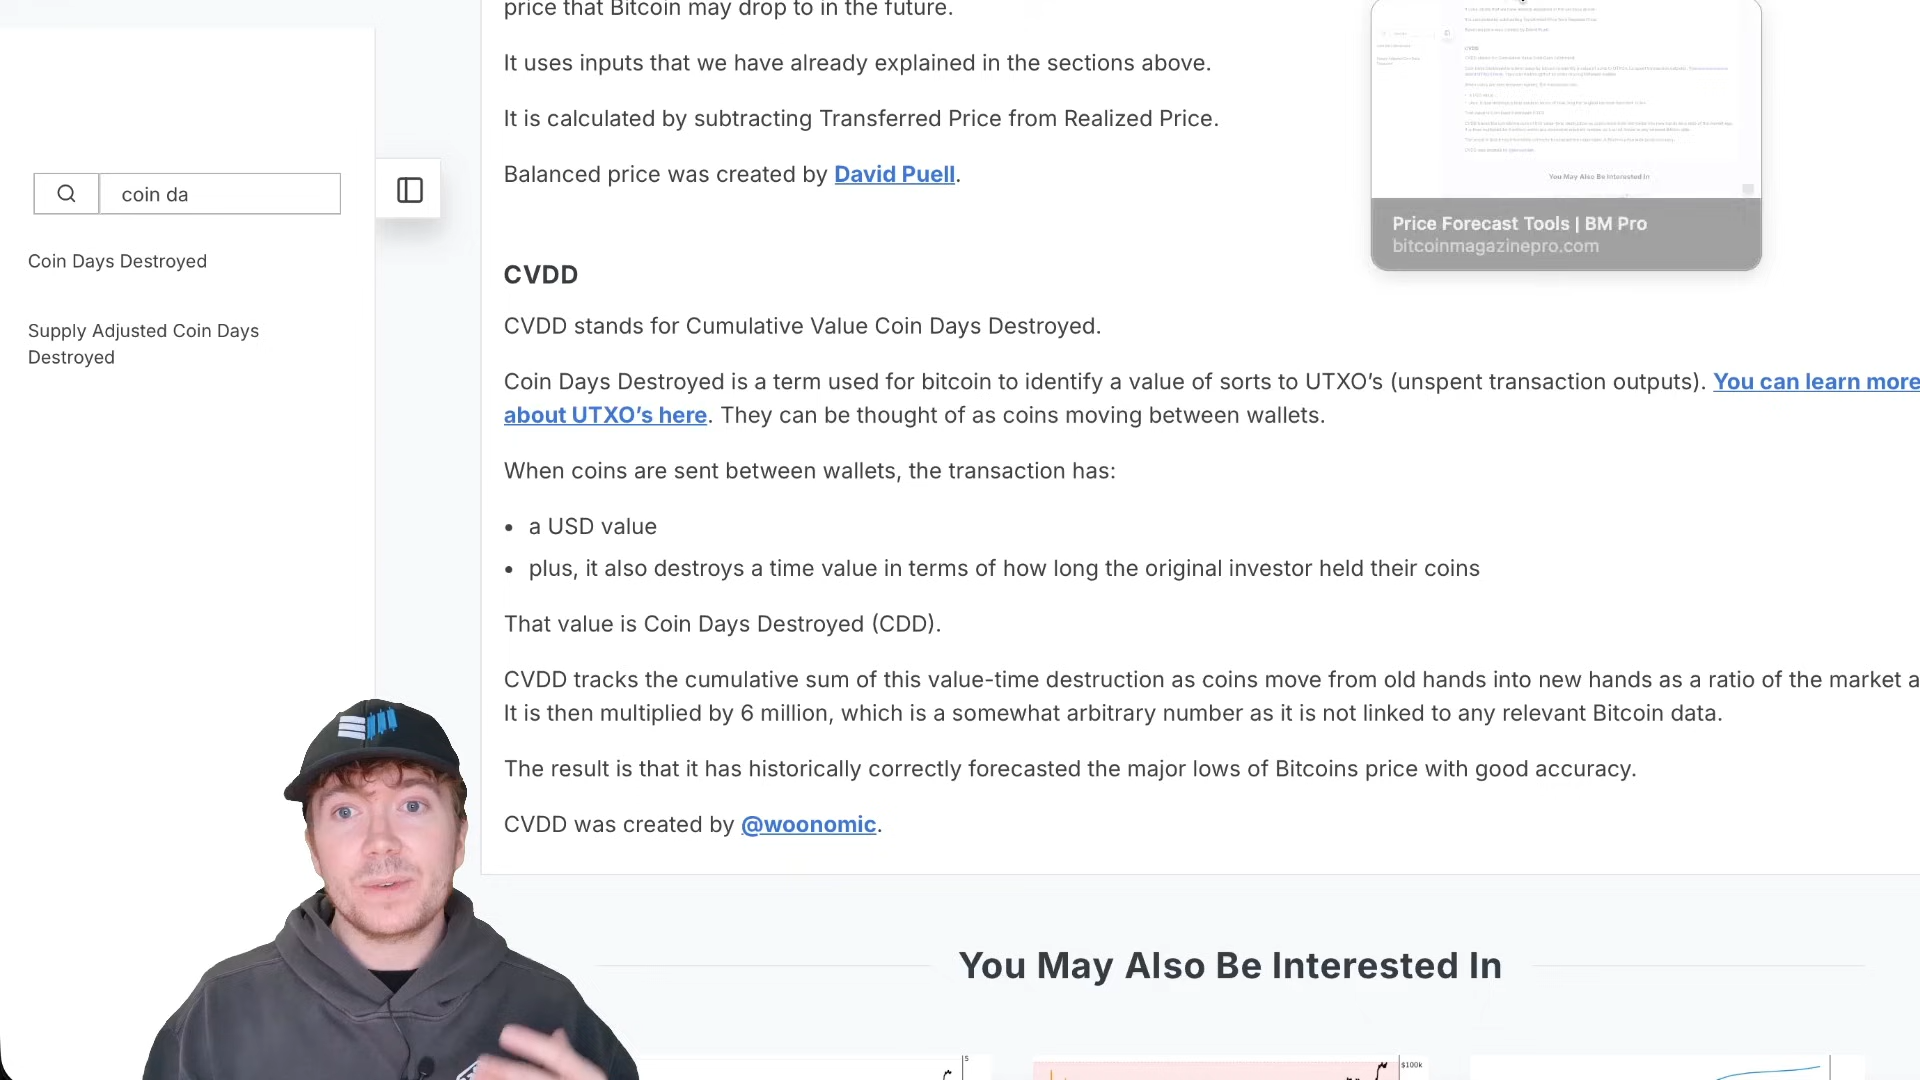 price that Bitcoin may drop to in the future.
It uses inputs that we have already explained in the sections above.
It is calculated by subtracting Transferred Price from Realized Price.
Balanced price was created by David Puell.
coin da
Coin Days Destroyed
Supply Adjusted Coin Days
Destroyed
You May Also Be Interested In
Price Forecast Tools | BM Pro
bitcoinmagazinepro.com
CVDD
CVDD stands for Cumulative Value Coin Days Destroyed.
Coin Days Destroyed is a term used for bitcoin to identify a value of sorts to UTXO’s (unspent transaction outputs). You can learn more
about UTXO’s here. They can be thought of as coins moving between wallets.
When coins are sent between wallets, the transaction has:
• a USD value
• plus, it also destroys a time value in terms of how long the original investor held their coins
That value is Coin Days Destroyed (CDD).
CVDD tracks the cumulative sum of this value-time destruction as coins move from old hands into new hands as a ratio of the market a
It is then multiplied by 6 million, which is a somewhat arbitrary number as it is not linked to any relevant Bitcoin data.
The result is that it has historically correctly forecasted the major lows of Bitcoins price with good accuracy.
CVDD was created by @woonomic.
You May Also Be Interested In
$100k